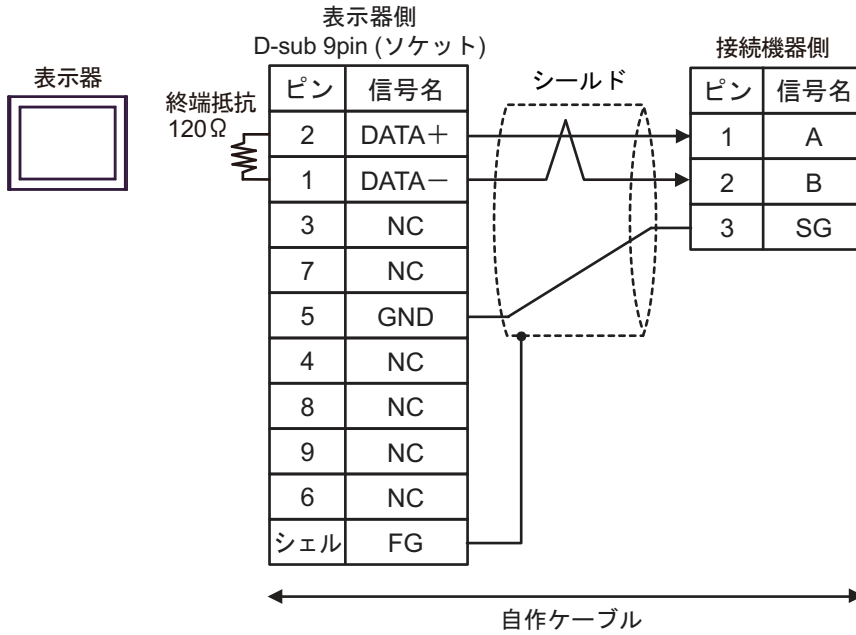 表示器側
D-sub 9pin (ソケット)
接続機器側
表示器
終端抵抗
120Ω
シールド
ピン 信号名
2 DATA＋
1 DATA－
3 NC
7 NC
5 GND
4 NC
8 NC
9 NC
6 NC
シェル FG
ピン 信号名
1 A
2 B
3 SG
自作ケーブル